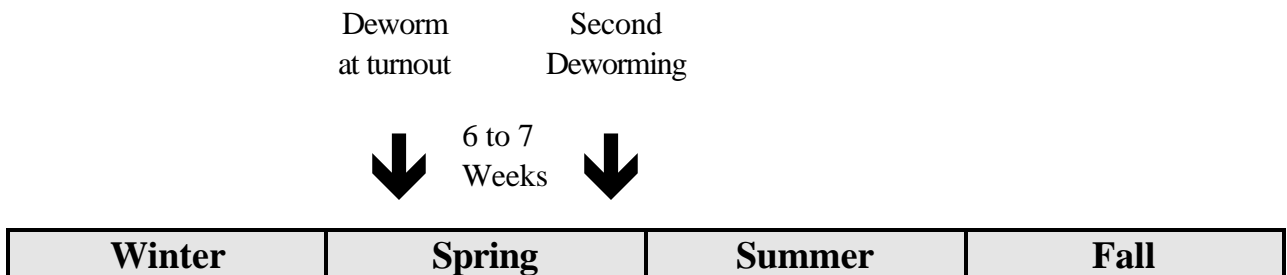 Deworm
at turnout
Second
Deworming
6 to 7
Weeks
Winter Spring Summer Fall